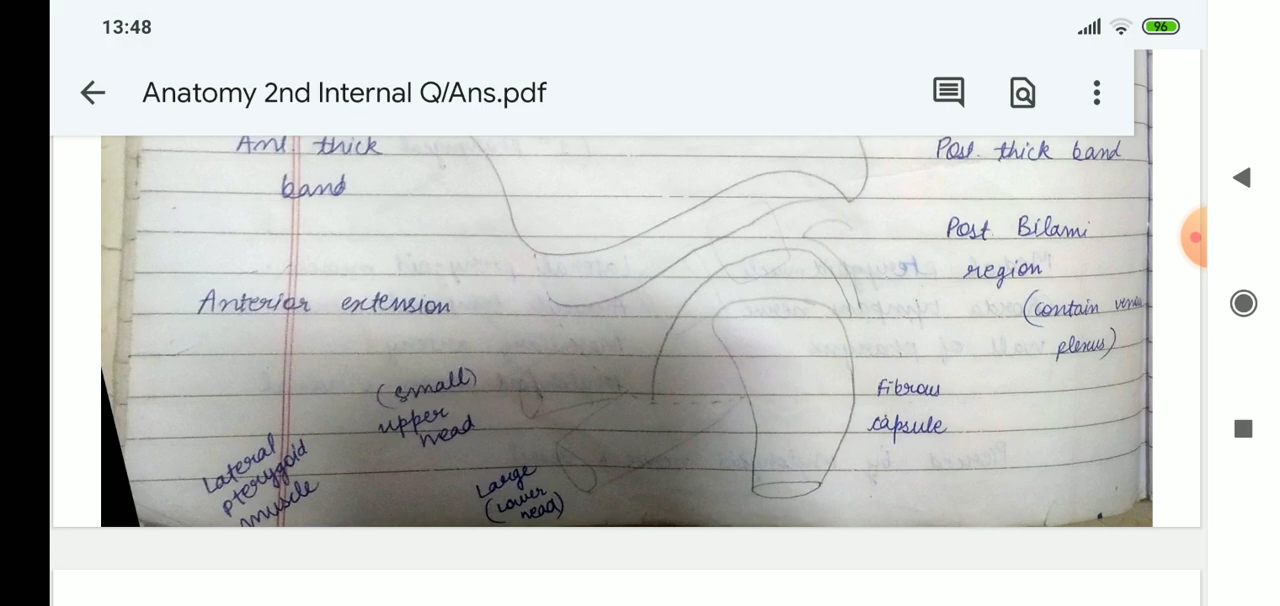 13:48
96
Anatomy 2nd Internal Q/Ans.pdf
Ant. thick
band
Post. thick band
Post. Bilami
region
(contain
plexus)
Anterior extension
(small)
upper
head
fibrous
capsule
Lateral
pterygoid
muscle
Large
(Lower
head)